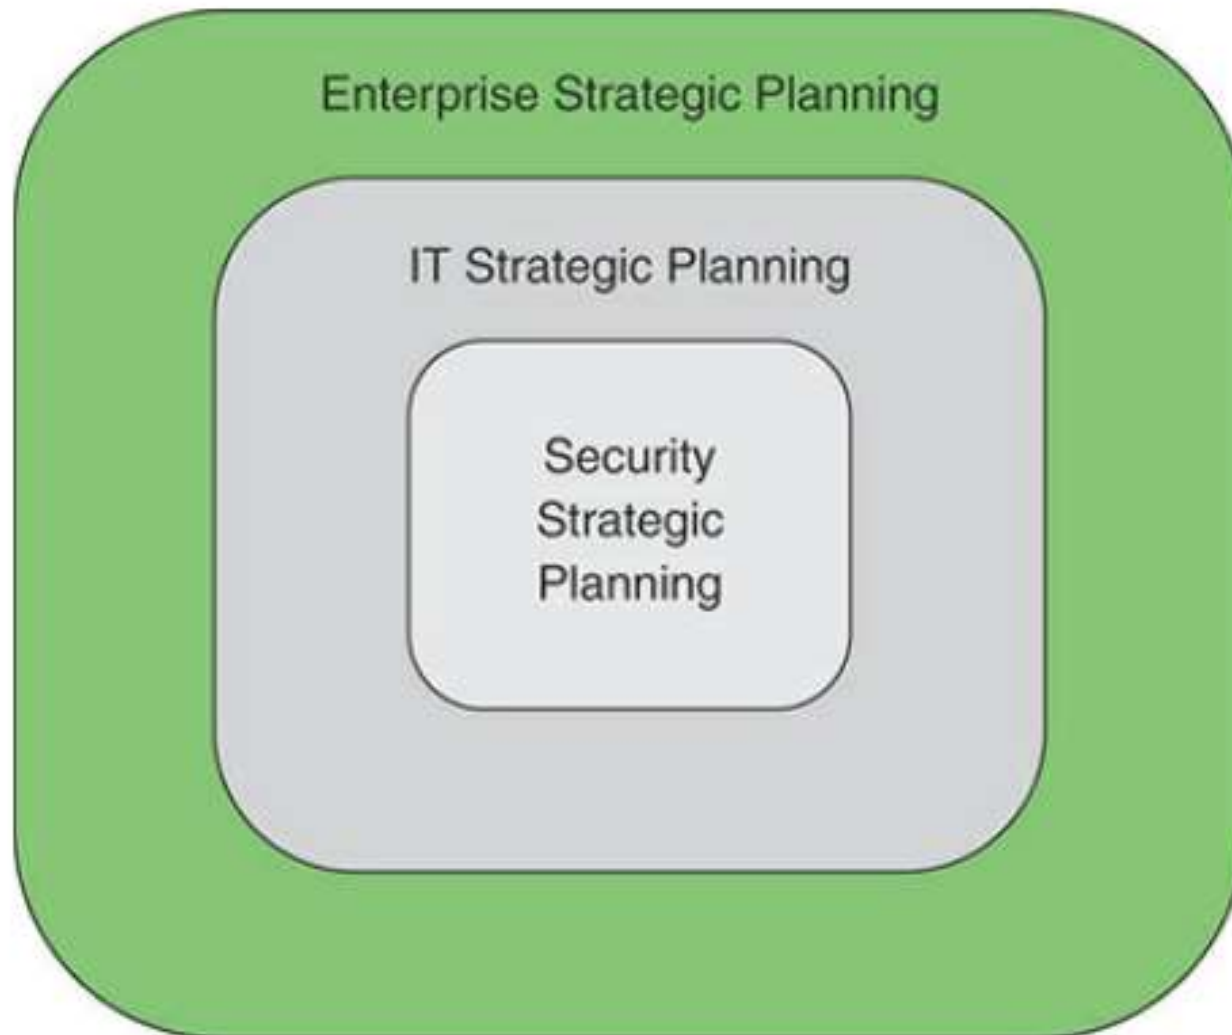 Enterprise Strategic Planning
IT Strategic Planning
Security
Strategic
Planning